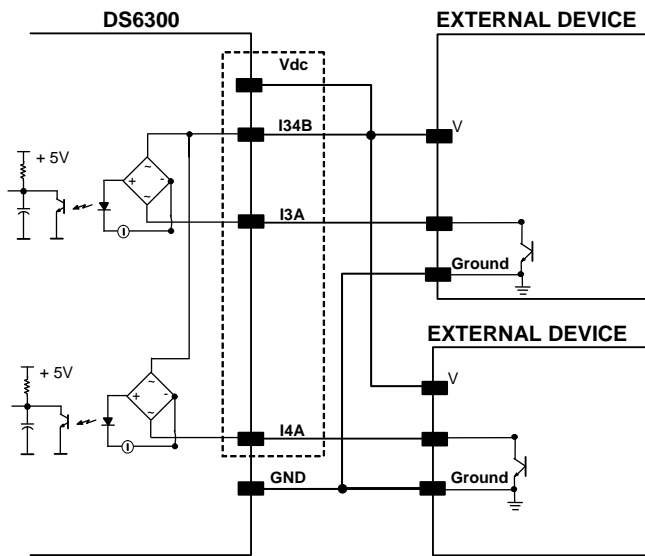 DS6300
EXTERNAL DEVICE
Vdc
I34B
V
+ 5V
+
~
-
~
I3A
I
Ground
EXTERNAL DEVICE
+ 5V
V
+
~
-
~
I4A
I
GND
Ground